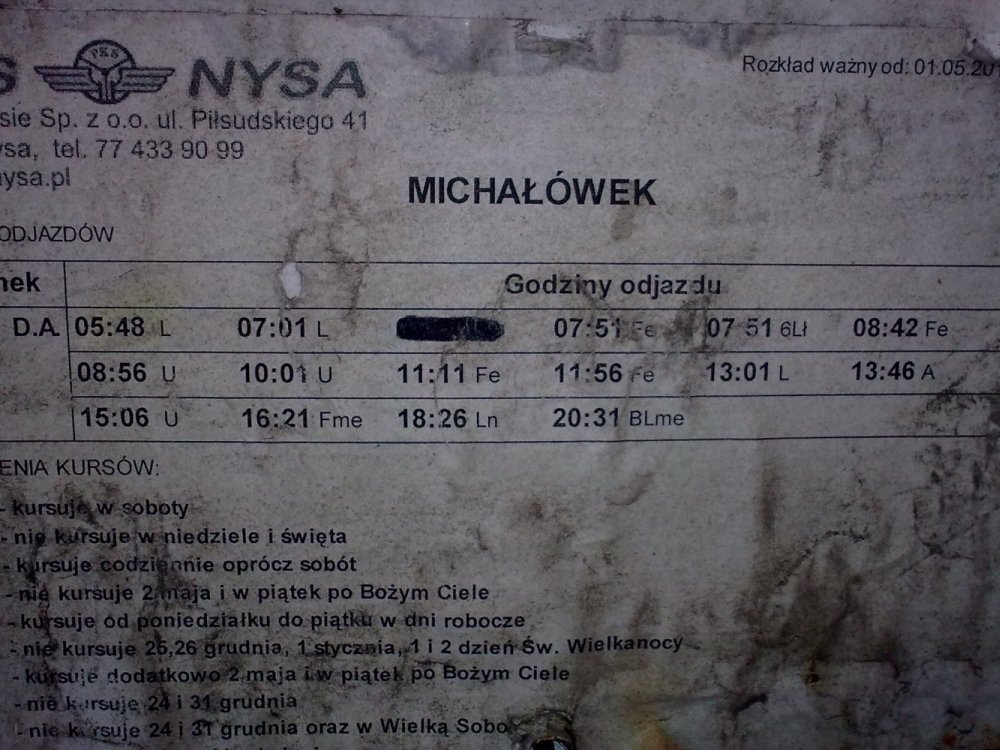 S PKS NYSA
Rozkład ważny od: 01.05.201
sie Sp. z o.o. ul. Piłsudskiego 41
ysa, tel. 77 433 90 99
nysa.pl
MICHAŁÓWEK
ODJAZDÓW
nek Godziny odjazdu
D.A. 05:48 L 07:01 L 07:51 Fe 07 51 6Lł 08:42 Fe
08:56 U 10:01 U 11:11 Fe 11:56 Fe 13:01 L 13:46 A
15:06 U 16:21 Fme 18:26 Ln 20:31 BLme
ENIA KURSÓW:
- kursuje w soboty
- nie kursuje w niedziele i święta
- kursuje codziennie oprócz sobót
- nie kursuje 2 maja i w piątek po Bożym Ciele
- kursuje od poniedziałku do piątku w dni robocze
- nie kursuje 25,26 grudnia, 1 stycznia, 1 i 2 dzień Św. Wielkanocy
- kursuje dodatkowo 2 maja i w piątek po Bożym Ciele
- nie kursuje 24 i 31 grudnia
- nie kursuje 24 i 31 grudnia oraz w Wielką Sobo